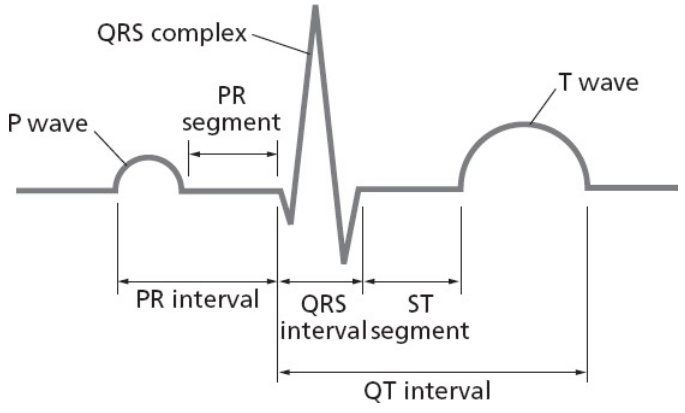 QRS complex
T wave
PR
segment
P wave
PR interval
QRS
interval
ST
segment
QT interval